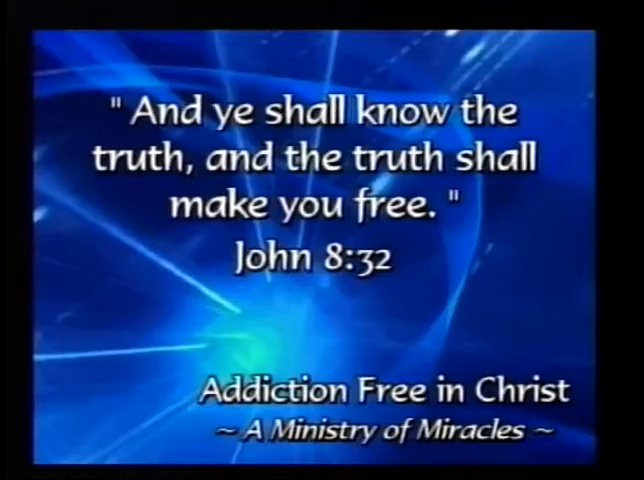 " And ye shall know the
truth, and the truth shall
make you free. "
John 8:32
Addiction Free in Christ
~ A Ministry of Miracles ~